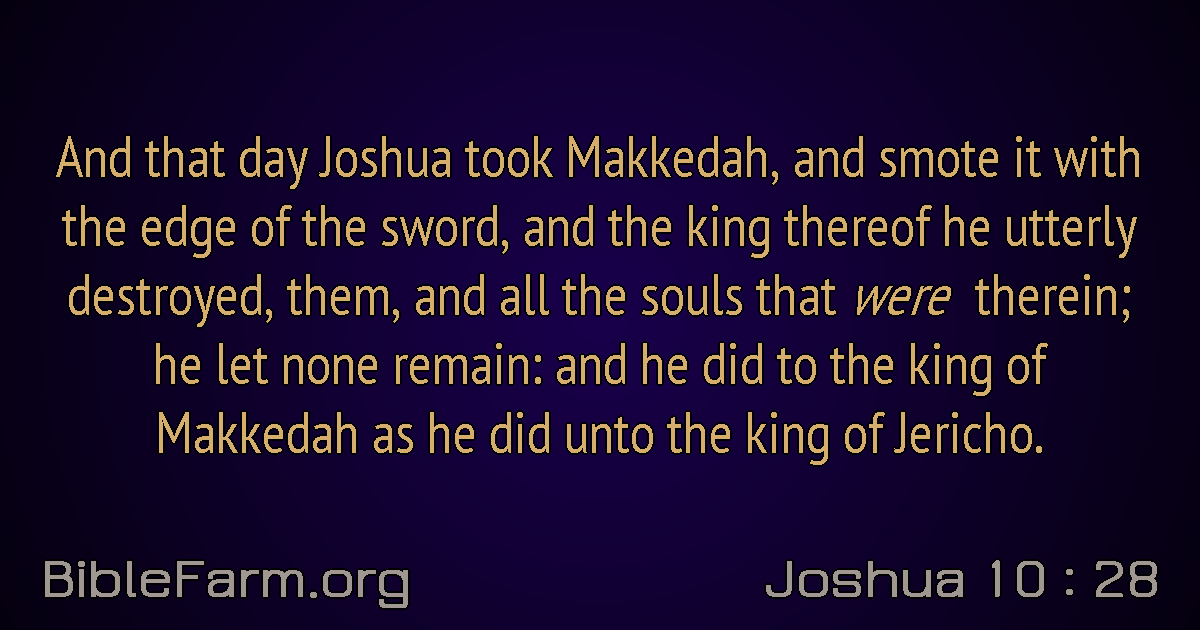 And that day Joshua took Makkedah, and smote it with
the edge of the sword, and the king thereof he utterly
destroyed, them, and all the souls that were therein;
he let none remain: and he did to the king of
Makkedah as he did unto the king of Jericho.
BibleFarm.org
Joshua 10 : 28